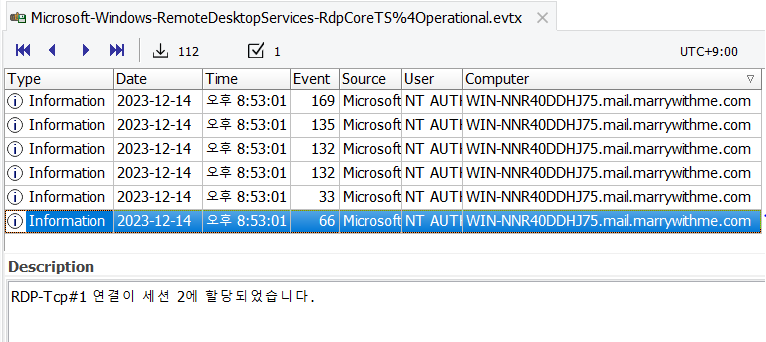 Microsoft-Windows-RemoteDesktopServices-RdpCoreTS%4Operational.evtx
112 1 UTC+9:00
Type Date Time Event Source User Computer
Information 2023-12-14 오후 8:53:01 169 Microsoft NT AUTH WIN-NNR40DDHJ75.mail.marrywithme.com
Information 2023-12-14 오후 8:53:01 135 Microsoft NT AUTH WIN-NNR40DDHJ75.mail.marrywithme.com
Information 2023-12-14 오후 8:53:01 132 Microsoft NT AUTH WIN-NNR40DDHJ75.mail.marrywithme.com
Information 2023-12-14 오후 8:53:01 132 Microsoft NT AUTH WIN-NNR40DDHJ75.mail.marrywithme.com
Information 2023-12-14 오후 8:53:01 33 Microsoft NT AUTH WIN-NNR40DDHJ75.mail.marrywithme.com
Information 2023-12-14 오후 8:53:01 66 Microsoft NT AUTH WIN-NNR40DDHJ75.mail.marrywithme.com
Description
RDP-Tcp#1 연결이 세션 2에 할당되었습니다.